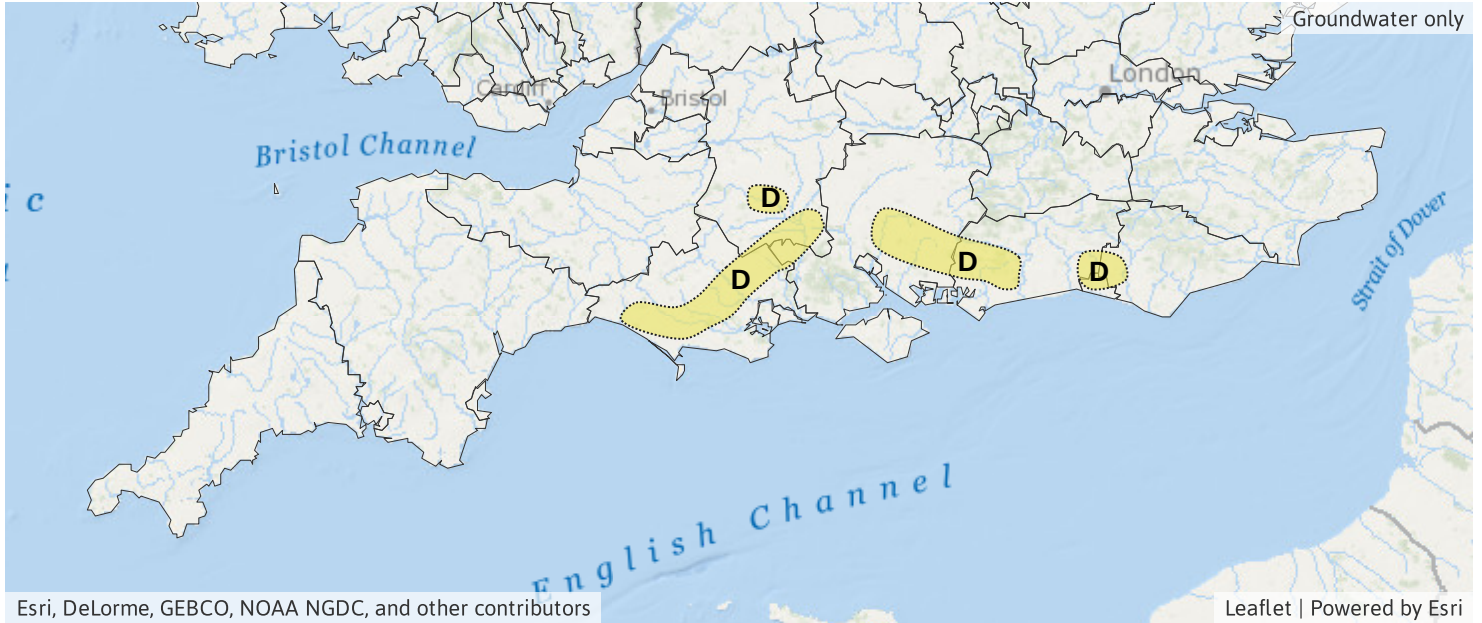 Groundwater only
London
Cardiff
Bristol
Bristol Channel
ic
Strait of Dover
D
D
D
D
English Channel
Esri, DeLorme, GEBCO, NOAA NGDC, and other contributors
Leaflet | Powered by Esri